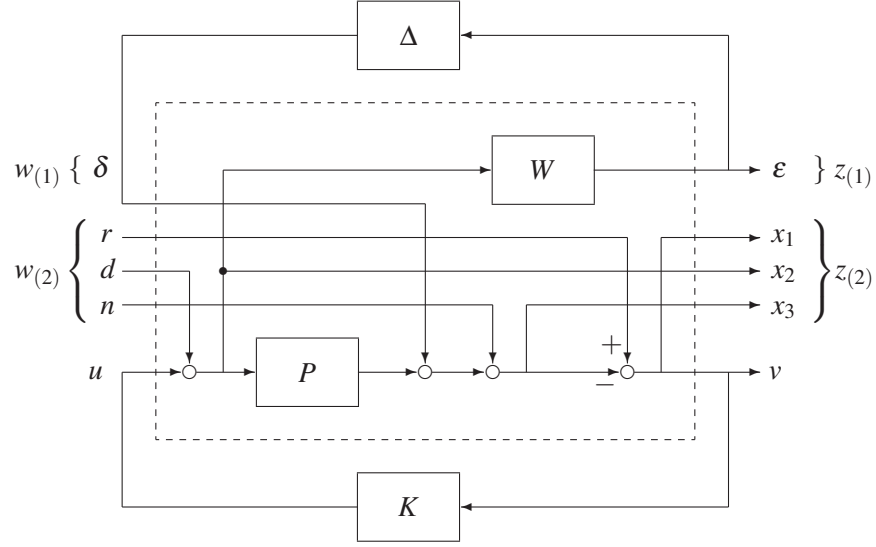 Δ
w(1) { δ
W
ε } z(1)
r
x1
w(2) { d
x2 } z(2)
n
x3
+
u
P
−
v
K